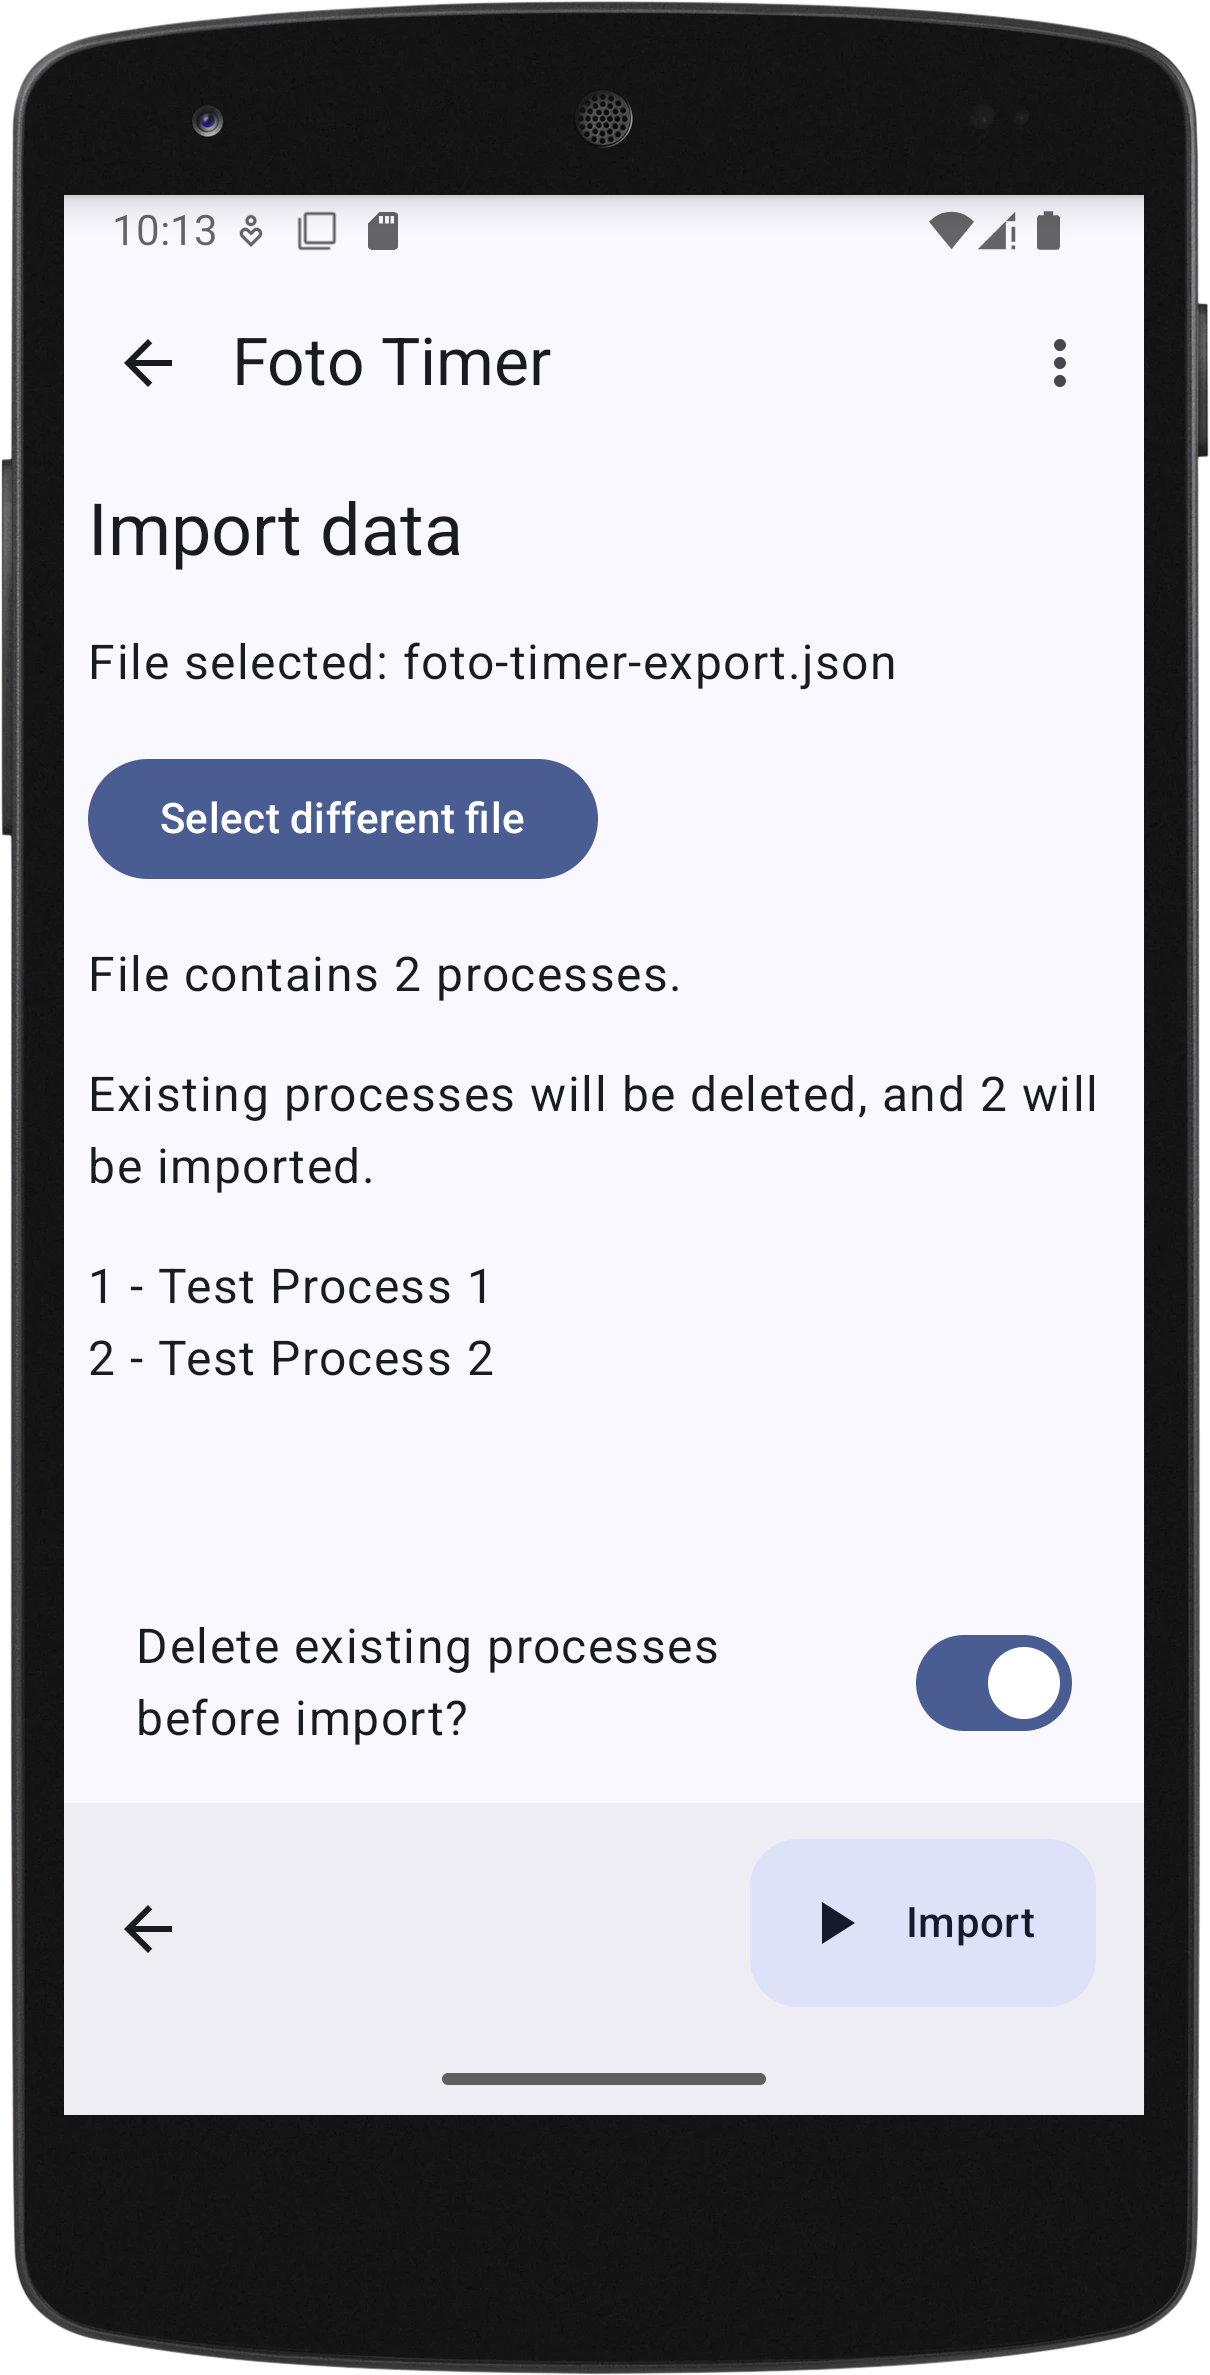 10:13
Foto Timer
Import data
File selected: foto-timer-export.json
Select different file
File contains 2 processes.
Existing processes will be deleted, and 2 will
be imported.
1 - Test Process 1
2 - Test Process 2
Delete existing processes
before import?
Import